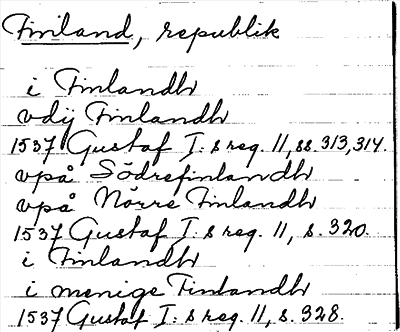 Finland, republik
i Finlandh
vdij Finlandh
1537 Gustaf I:s reg. 11, ss. 313, 314.
vpå Södrefinlandh
vpå Nörre Finlandh
1537 Gustaf I:s reg. 11, s. 320.
i Finlandh
i menige Finlandh
1537 Gustaf I:s reg. 11, s. 328.